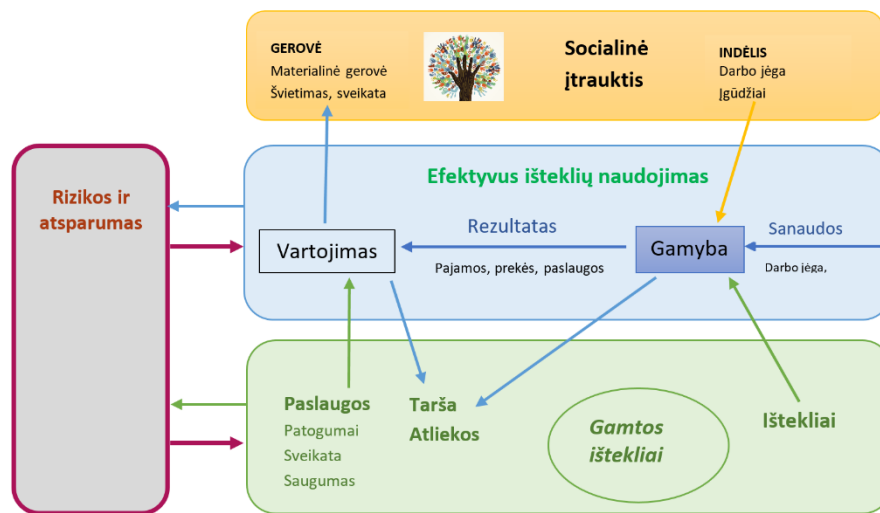 GEROVĖ
Materialinė gerovė
Švietimas, sveikata
Socialinė
įtrauktis
INDĖLIS
Darbo jėga
Įgūdžiai
Rizikos ir
atsparumas
Efektyvus išteklių naudojimas
Vartojimas
Rezultatas
Pajamos, prekės, paslaugos
Gamyba
Sanaudos
Darbo jėga,
Paslaugos
Patogumai
Sveikata
Saugumas
Tarša
Atliekos
Gamtos
ištekliai
Ištekliai